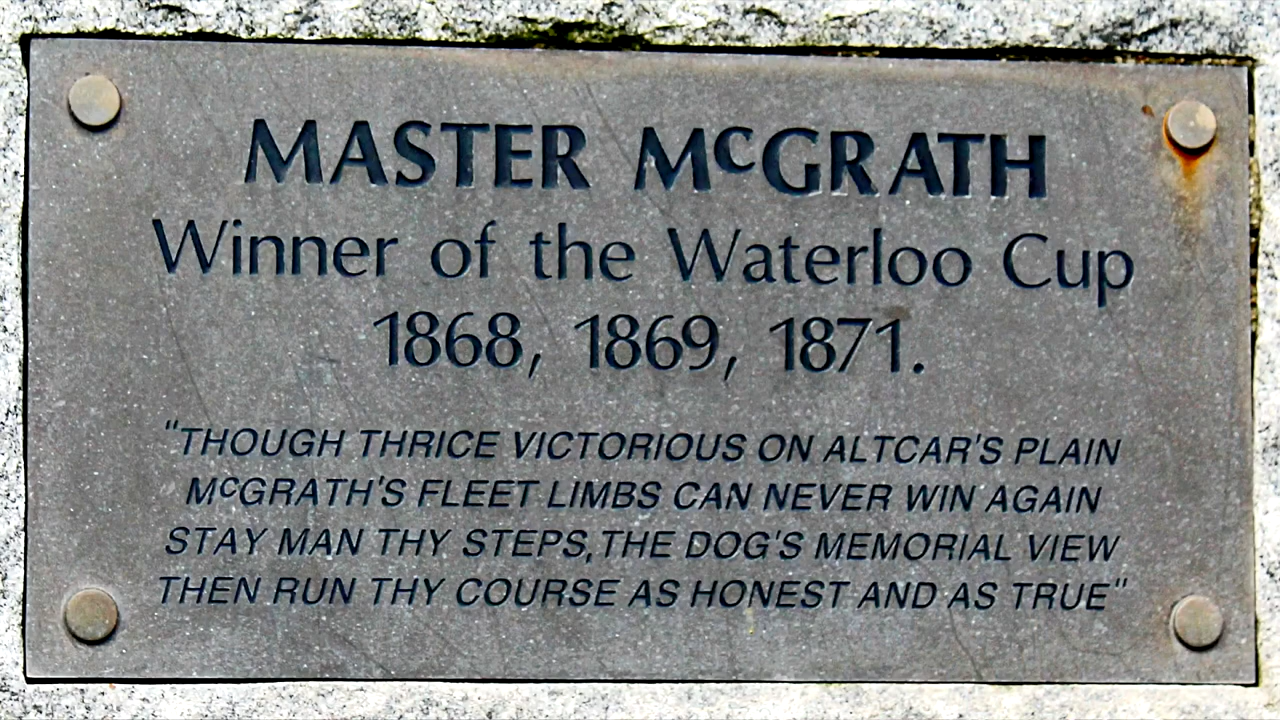 MASTER McGRATH
Winner of the Waterloo Cup
1868, 1869, 1871.
"THOUGH THRICE VICTORIOUS ON ALTCAR'S PLAIN
McGRATH'S FLEET LIMBS CAN NEVER WIN AGAIN
STAY MAN THY STEPS,THE DOG'S MEMORIAL VIEW
THEN RUN THY COURSE AS HONEST AND AS TRUE"